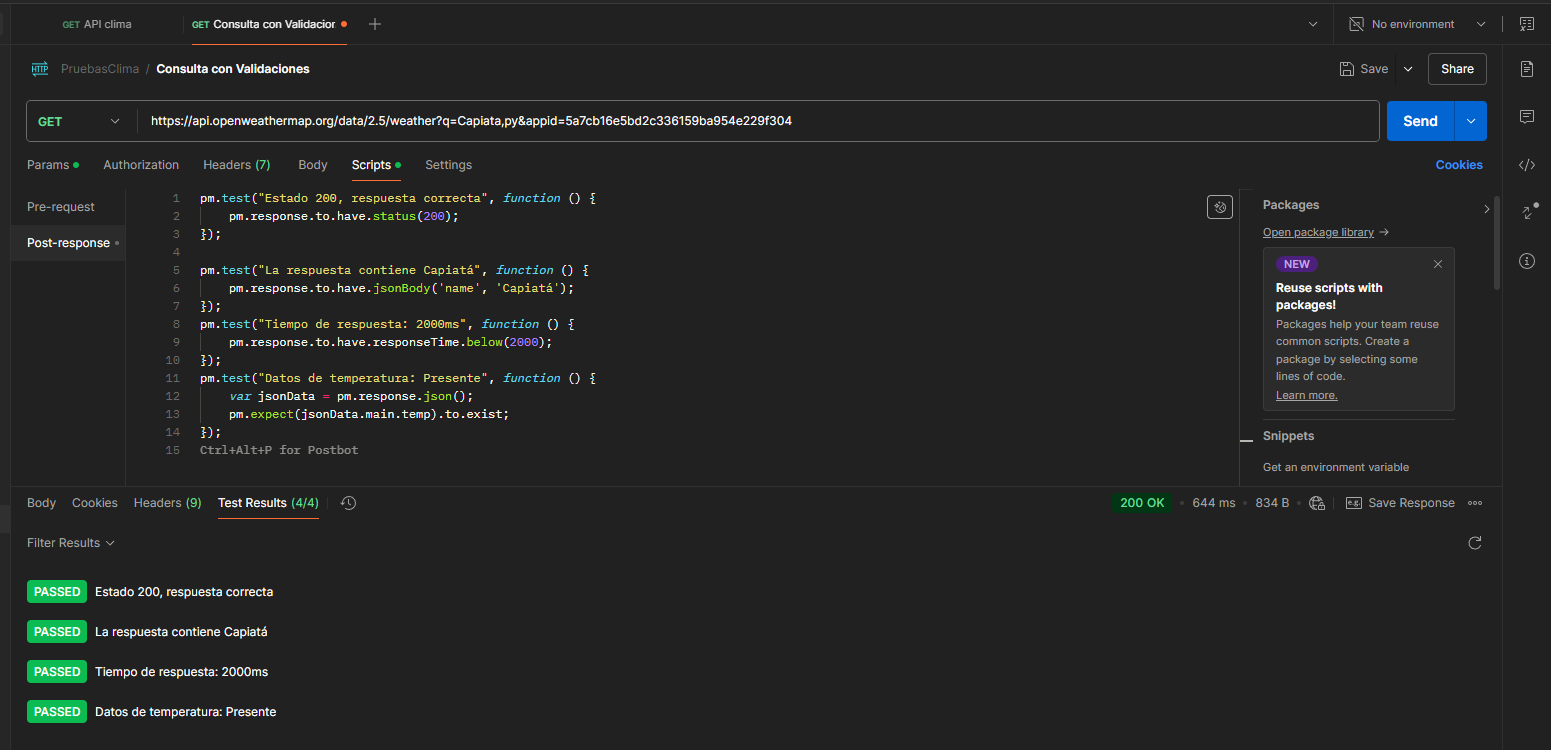 GET API clima
GET Consulta con Validacior
No environment
HTTP PruebasClima / Consulta con Validaciones
Save
Share
GET
https://api.openweathermap.org/data/2.5/weather?q=Capiata,py&appid=5a7cb16e5bd2c336159ba954e229f304
Send
Params
Authorization
Headers (7)
Body
Scripts
Settings
Cookies
Pre-request
Post-response
1 pm.test("Estado 200, respuesta correcta", function () {
2 pm.response.to.have.status(200);
3 });
4
5 pm.test("La respuesta contiene Capiatá", function () {
6 pm.response.to.have.jsonBody('name', 'Capiatá');
7 });
8 pm.test("Tiempo de respuesta: 2000ms", function () {
9 pm.response.to.have.responseTime.below(2000);
10 });
11 pm.test("Datos de temperatura: Presente", function () {
12 var jsonData = pm.response.json();
13 pm.expect(jsonData.main.temp).to.exist;
14 });
15 Ctrl+Alt+P for Postbot
Packages
Open package library →
NEW
Reuse scripts with
packages!
Packages help your team reuse
common scripts. Create a
package by selecting some
lines of code.
Learn more.
Snippets
Get an environment variable
Body
Cookies
Headers (9)
Test Results (4/4)
200 OK
644 ms
834 B
e.g. Save Response
Filter Results
PASSED Estado 200, respuesta correcta
PASSED La respuesta contiene Capiatá
PASSED Tiempo de respuesta: 2000ms
PASSED Datos de temperatura: Presente